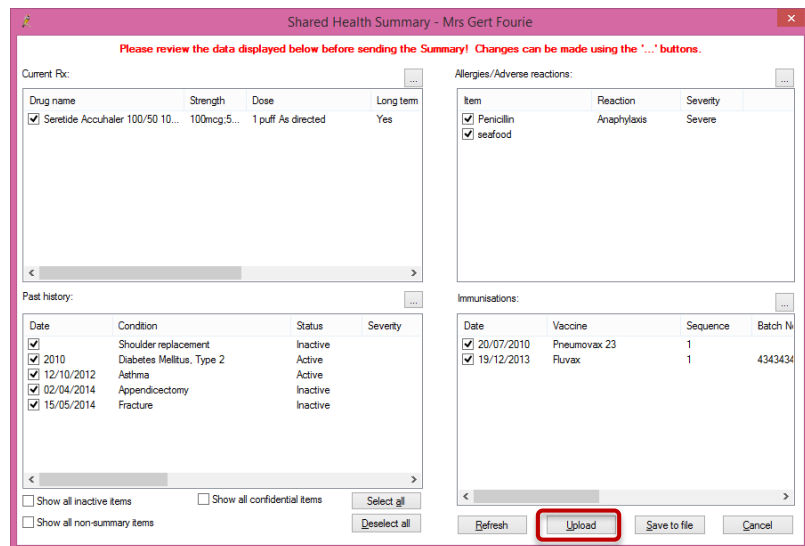 Shared Health Summary - Mrs Gert Fourie
Please review the data displayed below before sending the Summary! Changes can be made using the '...' buttons.
Current Rx:
...
Drug name Strength Dose Long term
Seretide Accuhaler 100/50 10... 100mcg;5... 1 puff As directed Yes
Allergies/Adverse reactions:
...
Item Reaction Severity
Penicillin Anaphylaxis Severe
seafood
Past history:
...
Date Condition Status Severity
Shoulder replacement Inactive
2010 Diabetes Mellitus, Type 2 Active
12/10/2012 Asthma Active
02/04/2014 Appendicectomy Inactive
15/05/2014 Fracture Inactive
Show all inactive items Show all confidential items Select all
Show all non-summary items Deselect all
Immunisations:
...
Date Vaccine Sequence Batch N
20/07/2010 Pneumovax 23 1
19/12/2013 Fluvax 1 4343434
Refresh Upload Save to file Cancel